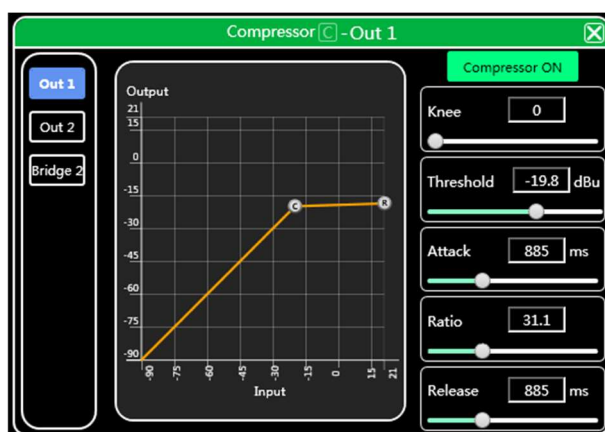 Compressor C -Out 1
Out 1
Out 2
Bridge 2
Output
21
15
0
-15
-30
-45
-60
-75
-90
C
R
-90
-75
-60
-45
-30
-15
0
15
21
Input
Compressor ON
Knee 0
Threshold -19.8 dBu
Attack 885 ms
Ratio 31.1
Release 885 ms